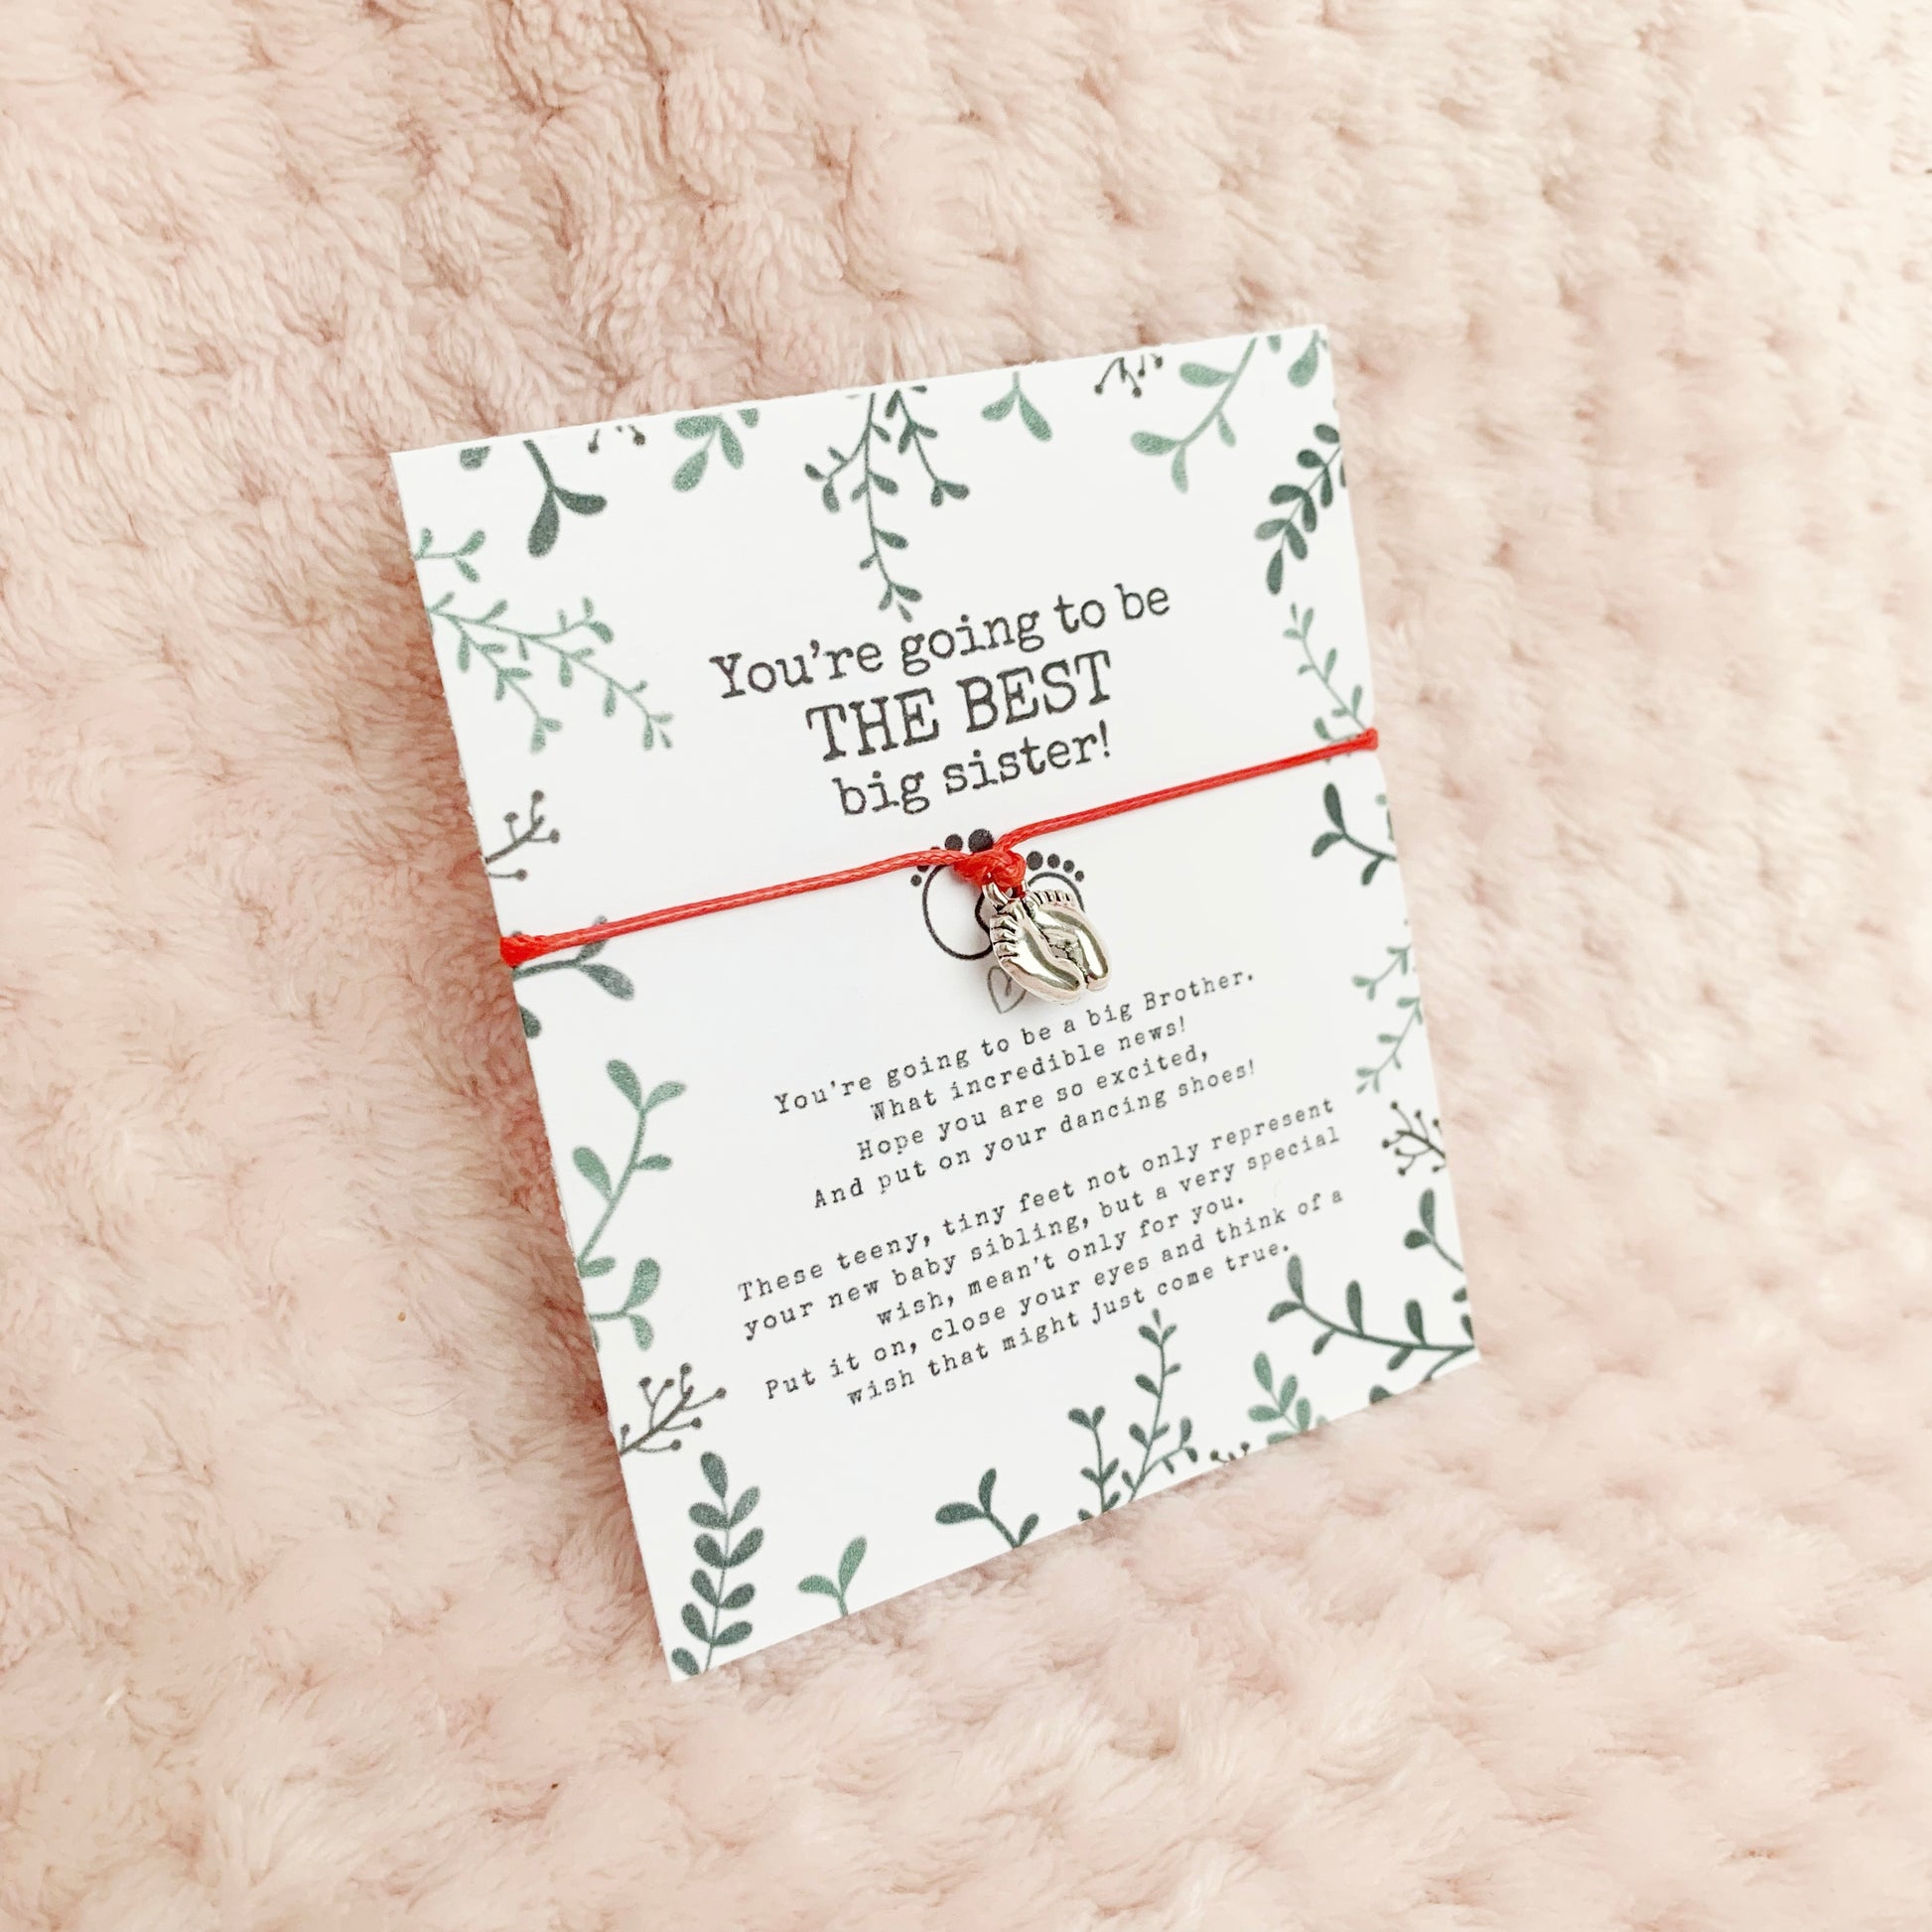 You're going to be
THE BEST
big sister!
You're going to be a big Brother.
What incredible news!
Hope you are so excited,
And put on your dancing shoes!
These teeny, tiny feet not only represent
your new baby sibling, but a very special
wish, mean't only for you.
Put it on, close your eyes and think of a
wish that might just come true.